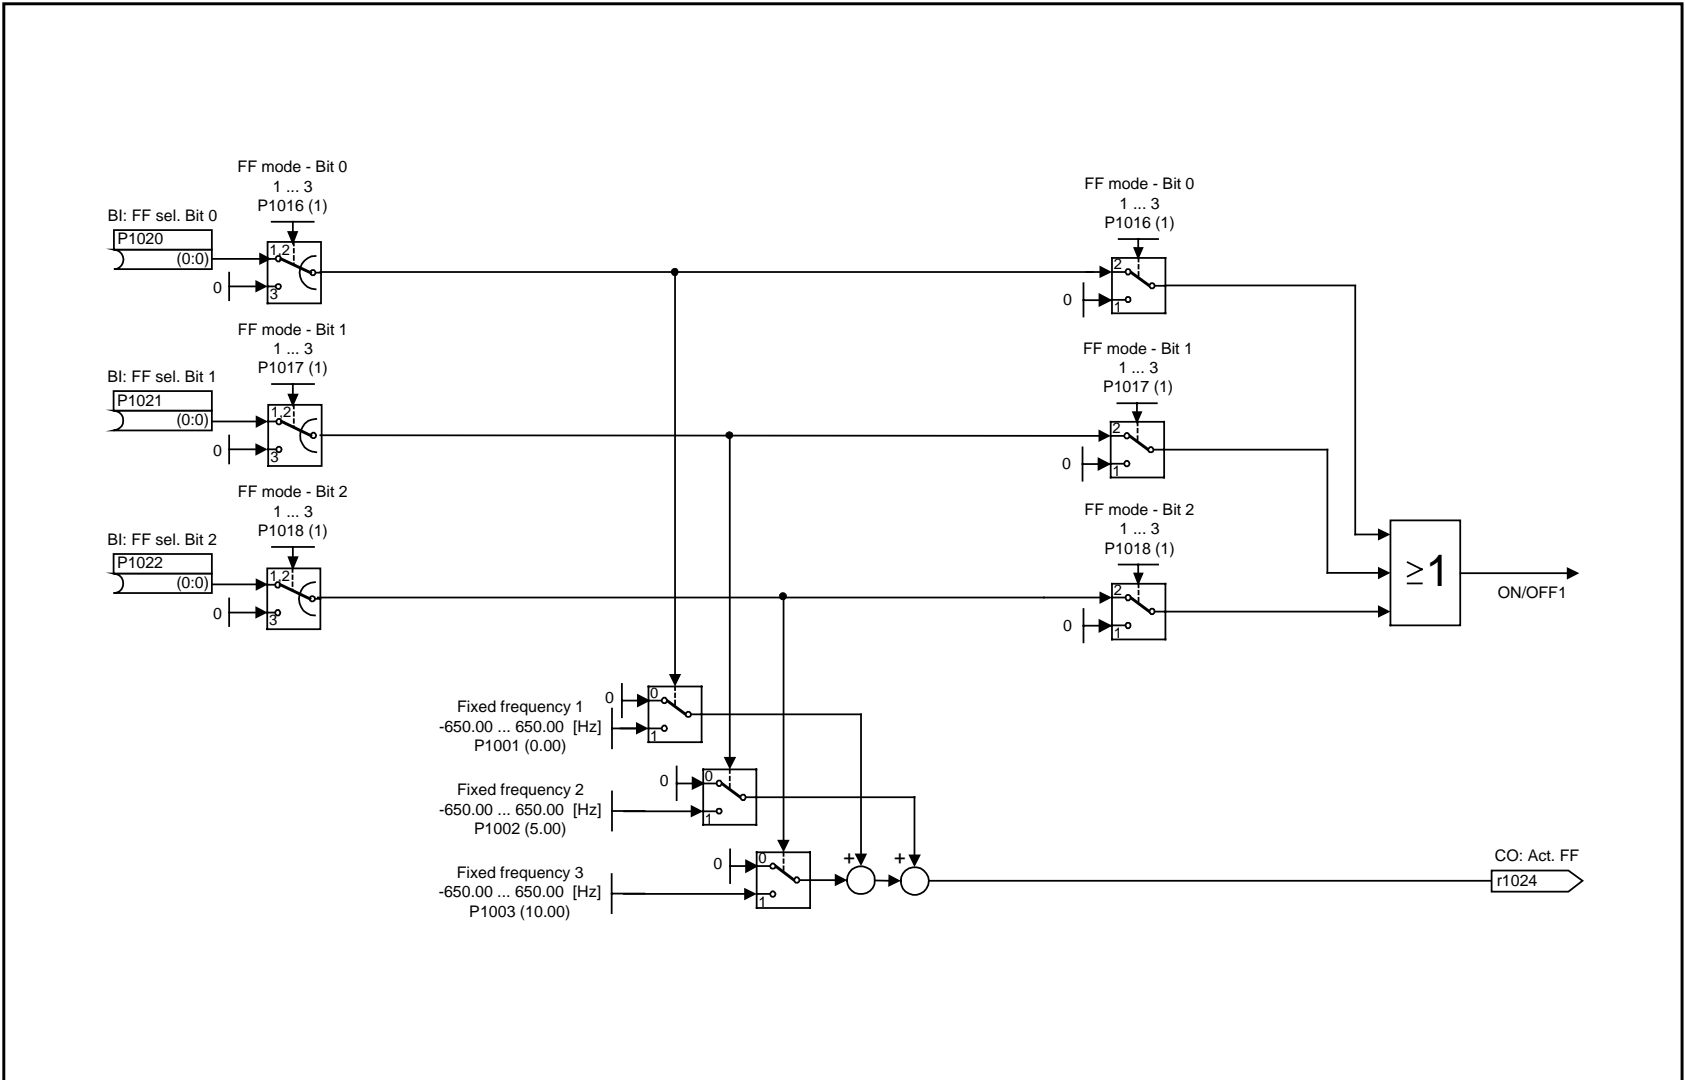 FF mode - Bit 0
1 ... 3
P1016 (1)
BI: FF sel. Bit 0
P1020
(0:0)
1,2
0
3
FF mode - Bit 0
1 ... 3
P1016 (1)
2
0
1
FF mode - Bit 1
1 ... 3
P1017 (1)
BI: FF sel. Bit 1
P1021
(0:0)
1,2
0
3
FF mode - Bit 1
1 ... 3
P1017 (1)
2
0
1
FF mode - Bit 2
1 ... 3
P1018 (1)
BI: FF sel. Bit 2
P1022
(0:0)
1,2
0
3
FF mode - Bit 2
1 ... 3
P1018 (1)
2
0
1
≥1
ON/OFF1
Fixed frequency 1
-650.00 ... 650.00 [Hz]
P1001 (0.00)
0
0
1
Fixed frequency 2
-650.00 ... 650.00 [Hz]
P1002 (5.00)
0
0
1
Fixed frequency 3
-650.00 ... 650.00 [Hz]
P1003 (10.00)
0
0
1
+
+
CO: Act. FF
r1024